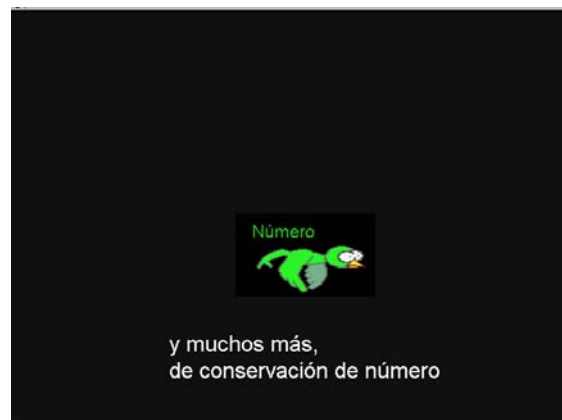 Número
y muchos más,
de conservación de número